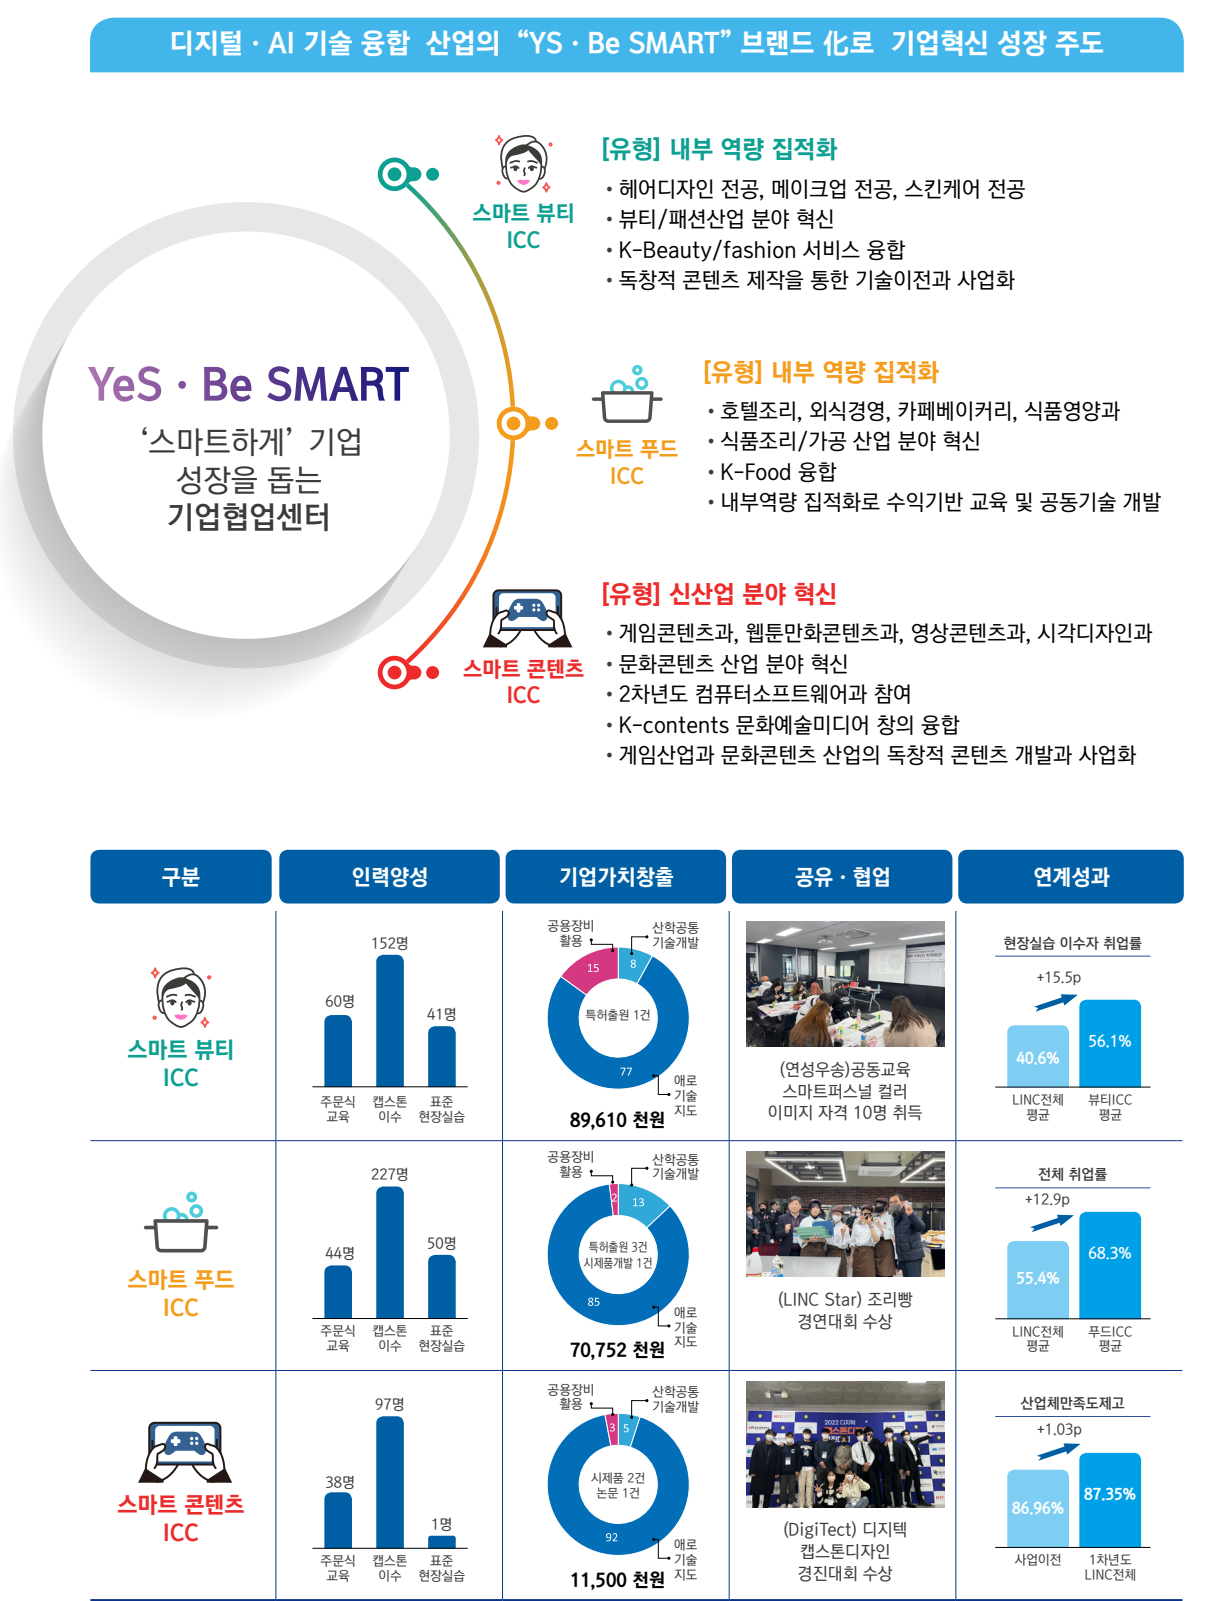 디지털 · AI 기술 융합 산업의 “YS · Be SMART” 브랜드 化로 기업혁신 성장 주도
YeS · Be SMART
‘스마트하게’ 기업
성장을 돕는
기업협업센터
스마트 뷰티
ICC
[유형] 내부 역량 집적화
• 헤어디자인 전공, 메이크업 전공, 스킨케어 전공
• 뷰티/패션산업 분야 혁신
• K-Beauty/fashion 서비스 융합
• 독창적 콘텐츠 제작을 통한 기술이전과 사업화
스마트 푸드
ICC
[유형] 내부 역량 집적화
• 호텔조리, 외식경영, 카페베이커리, 식품영양과
• 식품조리/가공 산업 분야 혁신
• K-Food 융합
• 내부역량 집적화로 수익기반 교육 및 공동기술 개발
스마트 콘텐츠
ICC
[유형] 신산업 분야 혁신
• 게임콘텐츠과, 웹툰만화콘텐츠과, 영상콘텐츠과, 시각디자인과
• 문화콘텐츠 산업 분야 혁신
• 2차년도 컴퓨터소프트웨어과 참여
• K-contents 문화예술미디어 창의 융합
• 게임산업과 문화콘텐츠 산업의 독창적 콘텐츠 개발과 사업화
구분 인력양성 기업가치창출 공유 · 협업 연계성과
스마트 뷰티
ICC
60명 152명 41명
주문식 캡스톤 표준
교육 이수 현장실습
공용장비
활용
산학공통
기술개발
15 8
특허출원 1건
77
애로
기술
지도
89,610 천원
(연성우송)공동교육
스마트퍼스널 컬러
이미지 자격 10명 취득
현장실습 이수자 취업률
+15.5p
40.6% 56.1%
LINC전체 뷰티ICC
평균 평균
스마트 푸드
ICC
44명 227명 50명
주문식 캡스톤 표준
교육 이수 현장실습
공용장비
활용
산학공통
기술개발
2 13
특허출원 3건
시제품개발 1건
85
애로
기술
지도
70,752 천원
(LINC Star) 조리빵
경연대회 수상
전체 취업률
+12.9p
55.4% 68.3%
LINC전체 푸드ICC
평균 평균
스마트 콘텐츠
ICC
38명 97명 1명
주문식 캡스톤 표준
교육 이수 현장실습
공용장비
활용
산학공통
기술개발
3 5
시제품 2건
논문 1건
92
애로
기술
지도
11,500 천원
2022 디지텍
(DigiTect) 디지텍
캡스톤디자인
경진대회 수상
산업체만족도제고
+1.03p
86.96% 87.35%
사업이전 1차년도
LINC전체